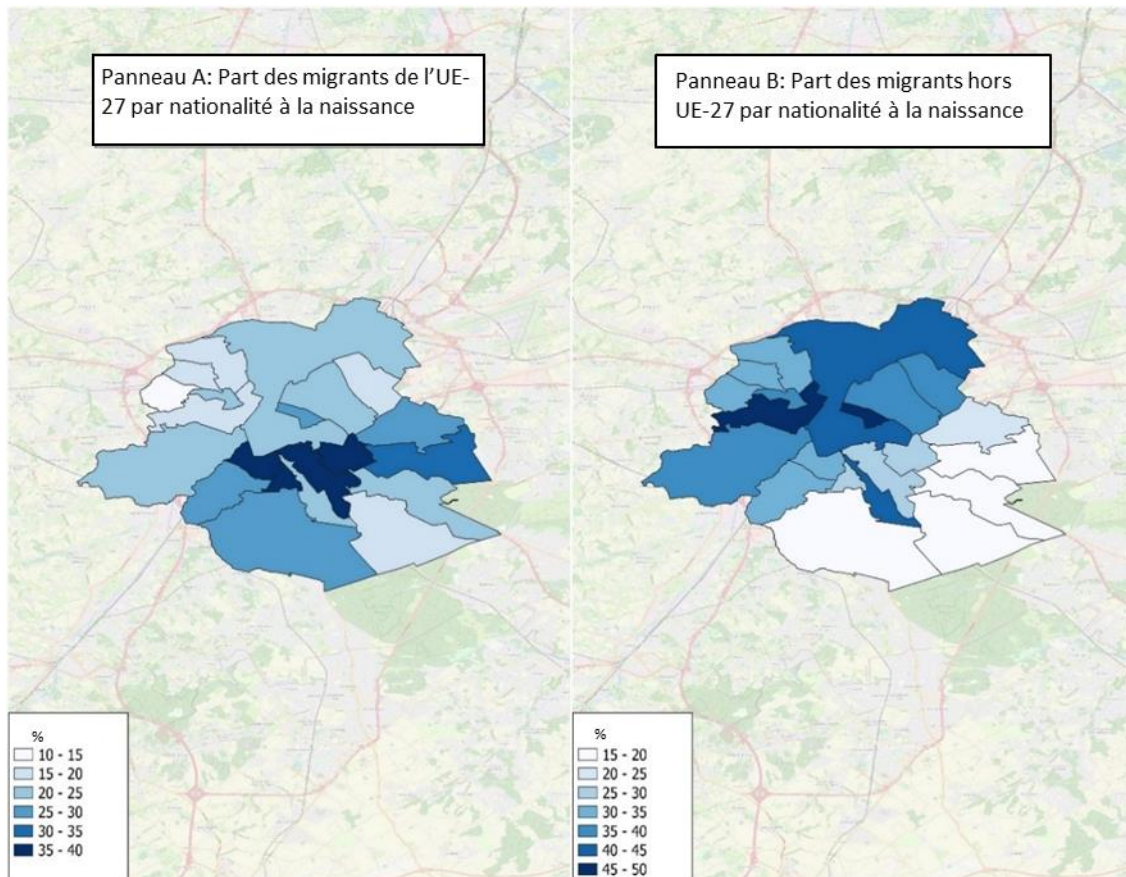 Panneau A: Part des migrants de l'UE-
27 par nationalité à la naissance
Panneau B: Part des migrants hors
UE-27 par nationalité à la naissance
%
10 - 15
15 - 20
20 - 25
25 - 30
30 - 35
35 - 40
%
15 - 20
20 - 25
25 - 30
30 - 35
35 - 40
40 - 45
45 - 50